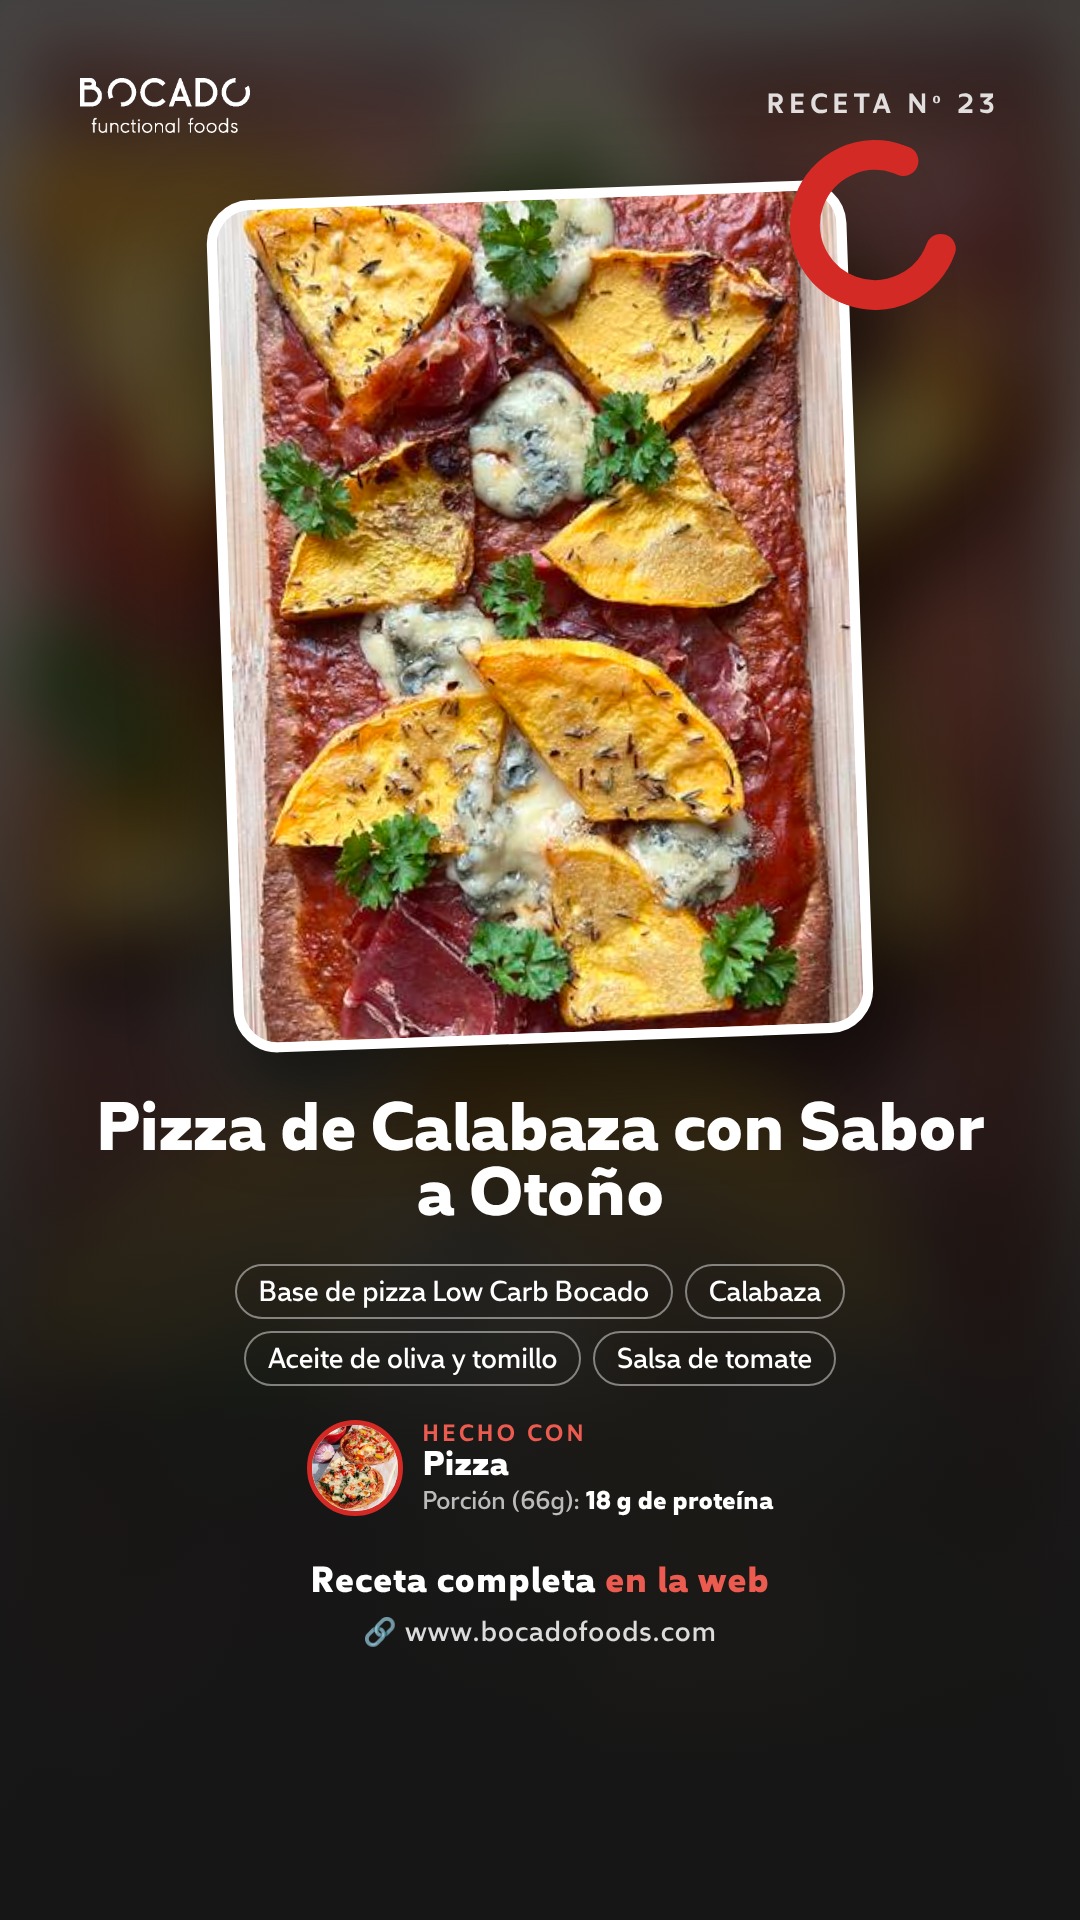 BOCADO
functional foods
RECETA Nº 23
Pizza de Calabaza con Sabor
a Otoño
Base de pizza Low Carb Bocado
Calabaza
Aceite de oliva y tomillo
Salsa de tomate
HECHO CON
Pizza
Porción (66g): 18 g de proteína
Receta completa en la web
🔗 www.bocadofoods.com